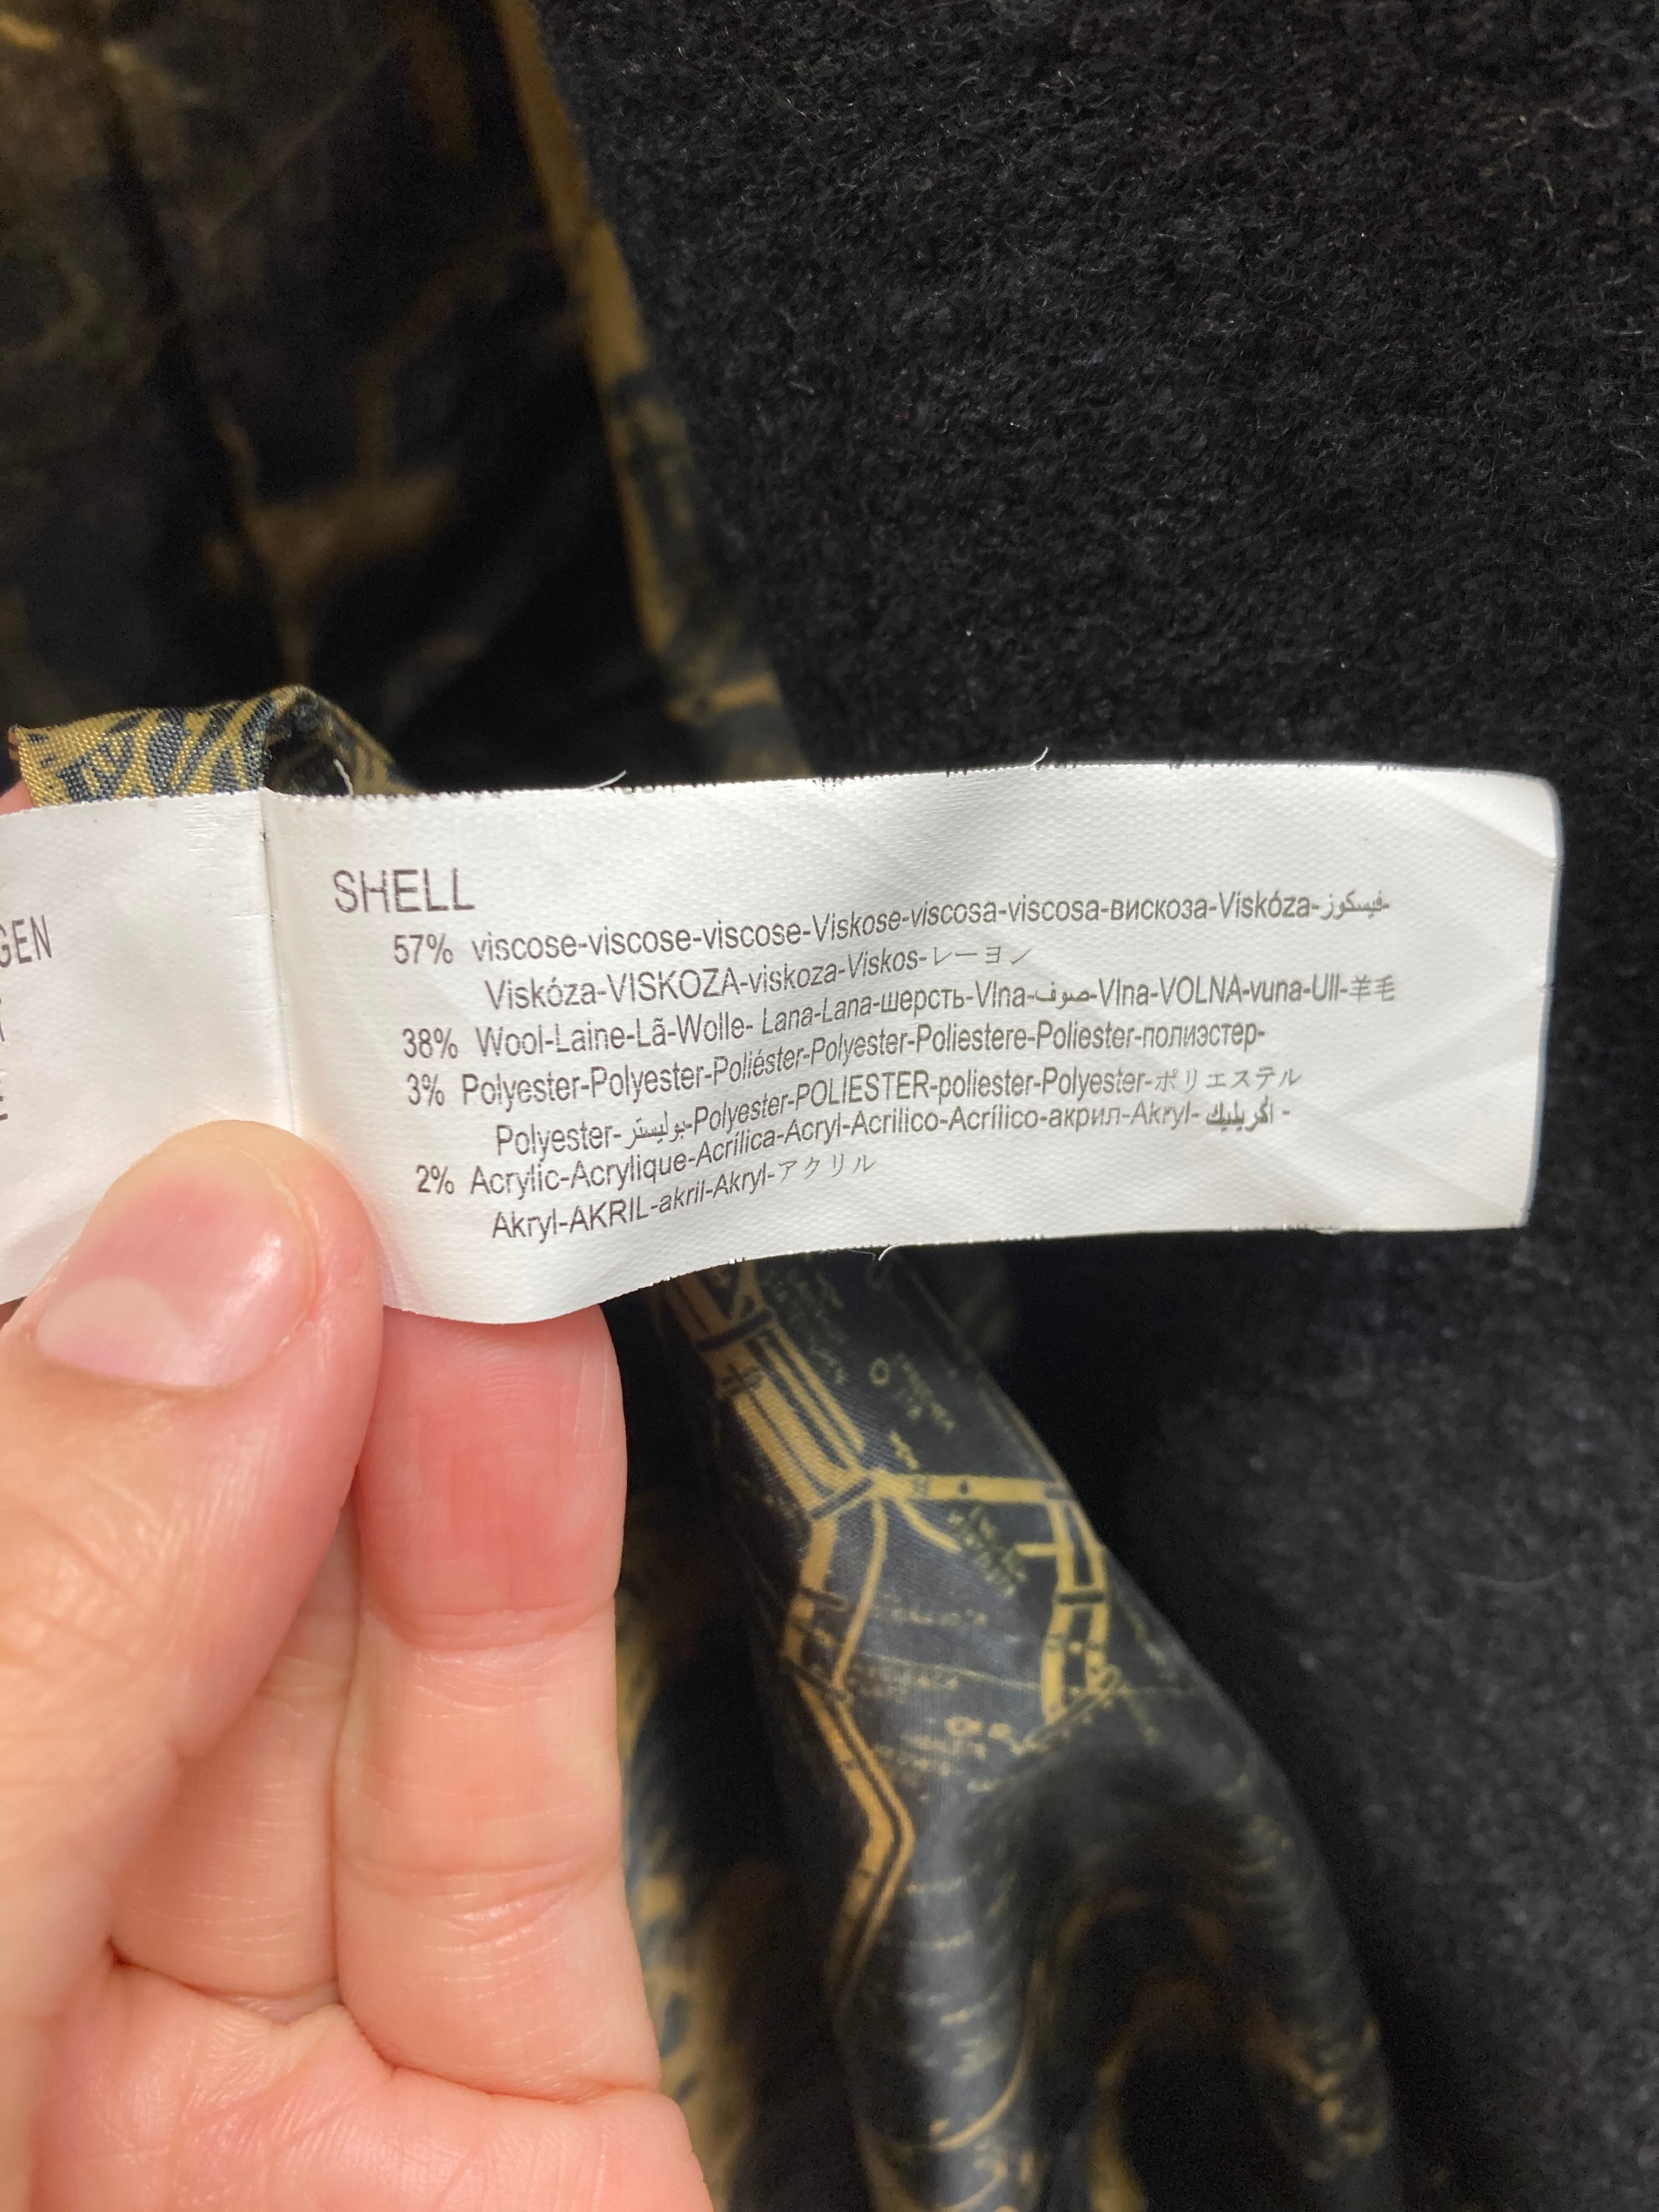 GEN
SHELL
57% viscose-viscose-viscose-Viskose-viscosa-viscosa-вискоза-Viskóza-فيسكوز-
Viskóza-VISKOZA-viskoza-Viskos-レーヨン
38% Wool-Laine-Lã-Wolle- Lana-Lana-шерсть-Vlna-صوف-Vlna-VOLNA-vuna-Ull-羊毛
3% Polyester-Polyester-Poliéster-Polyester-Poliestere-Poliester-полиэстер-
Polyester-بوليستر-Polyester-POLIESTER-poliester-Polyester-ポリエステル
2% Acrylic-Acrylique-Acrílica-Acryl-Acrilico-Acrílico-акрил-Akryl- اكريليك -
Akryl-AKRIL-akril-Akryl-アクリル